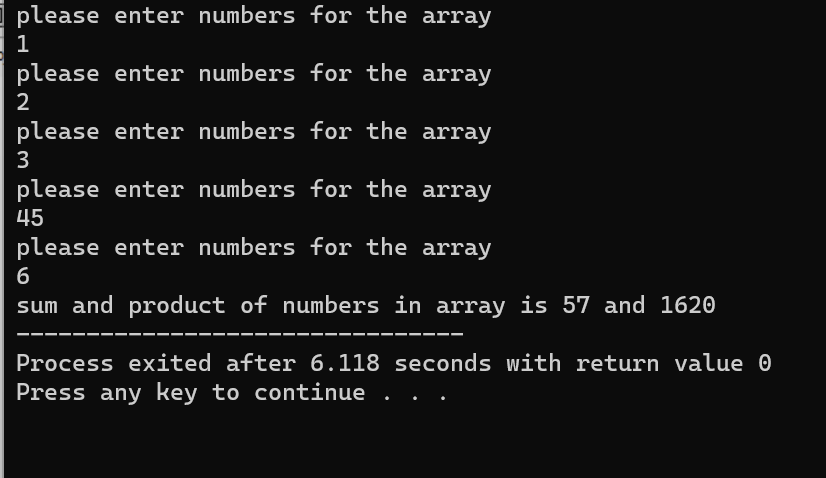 please enter numbers for the array
1
please enter numbers for the array
2
please enter numbers for the array
3
please enter numbers for the array
45
please enter numbers for the array
6
sum and product of numbers in array is 57 and 1620
--------------------------------
Process exited after 6.118 seconds with return value 0
Press any key to continue . . .